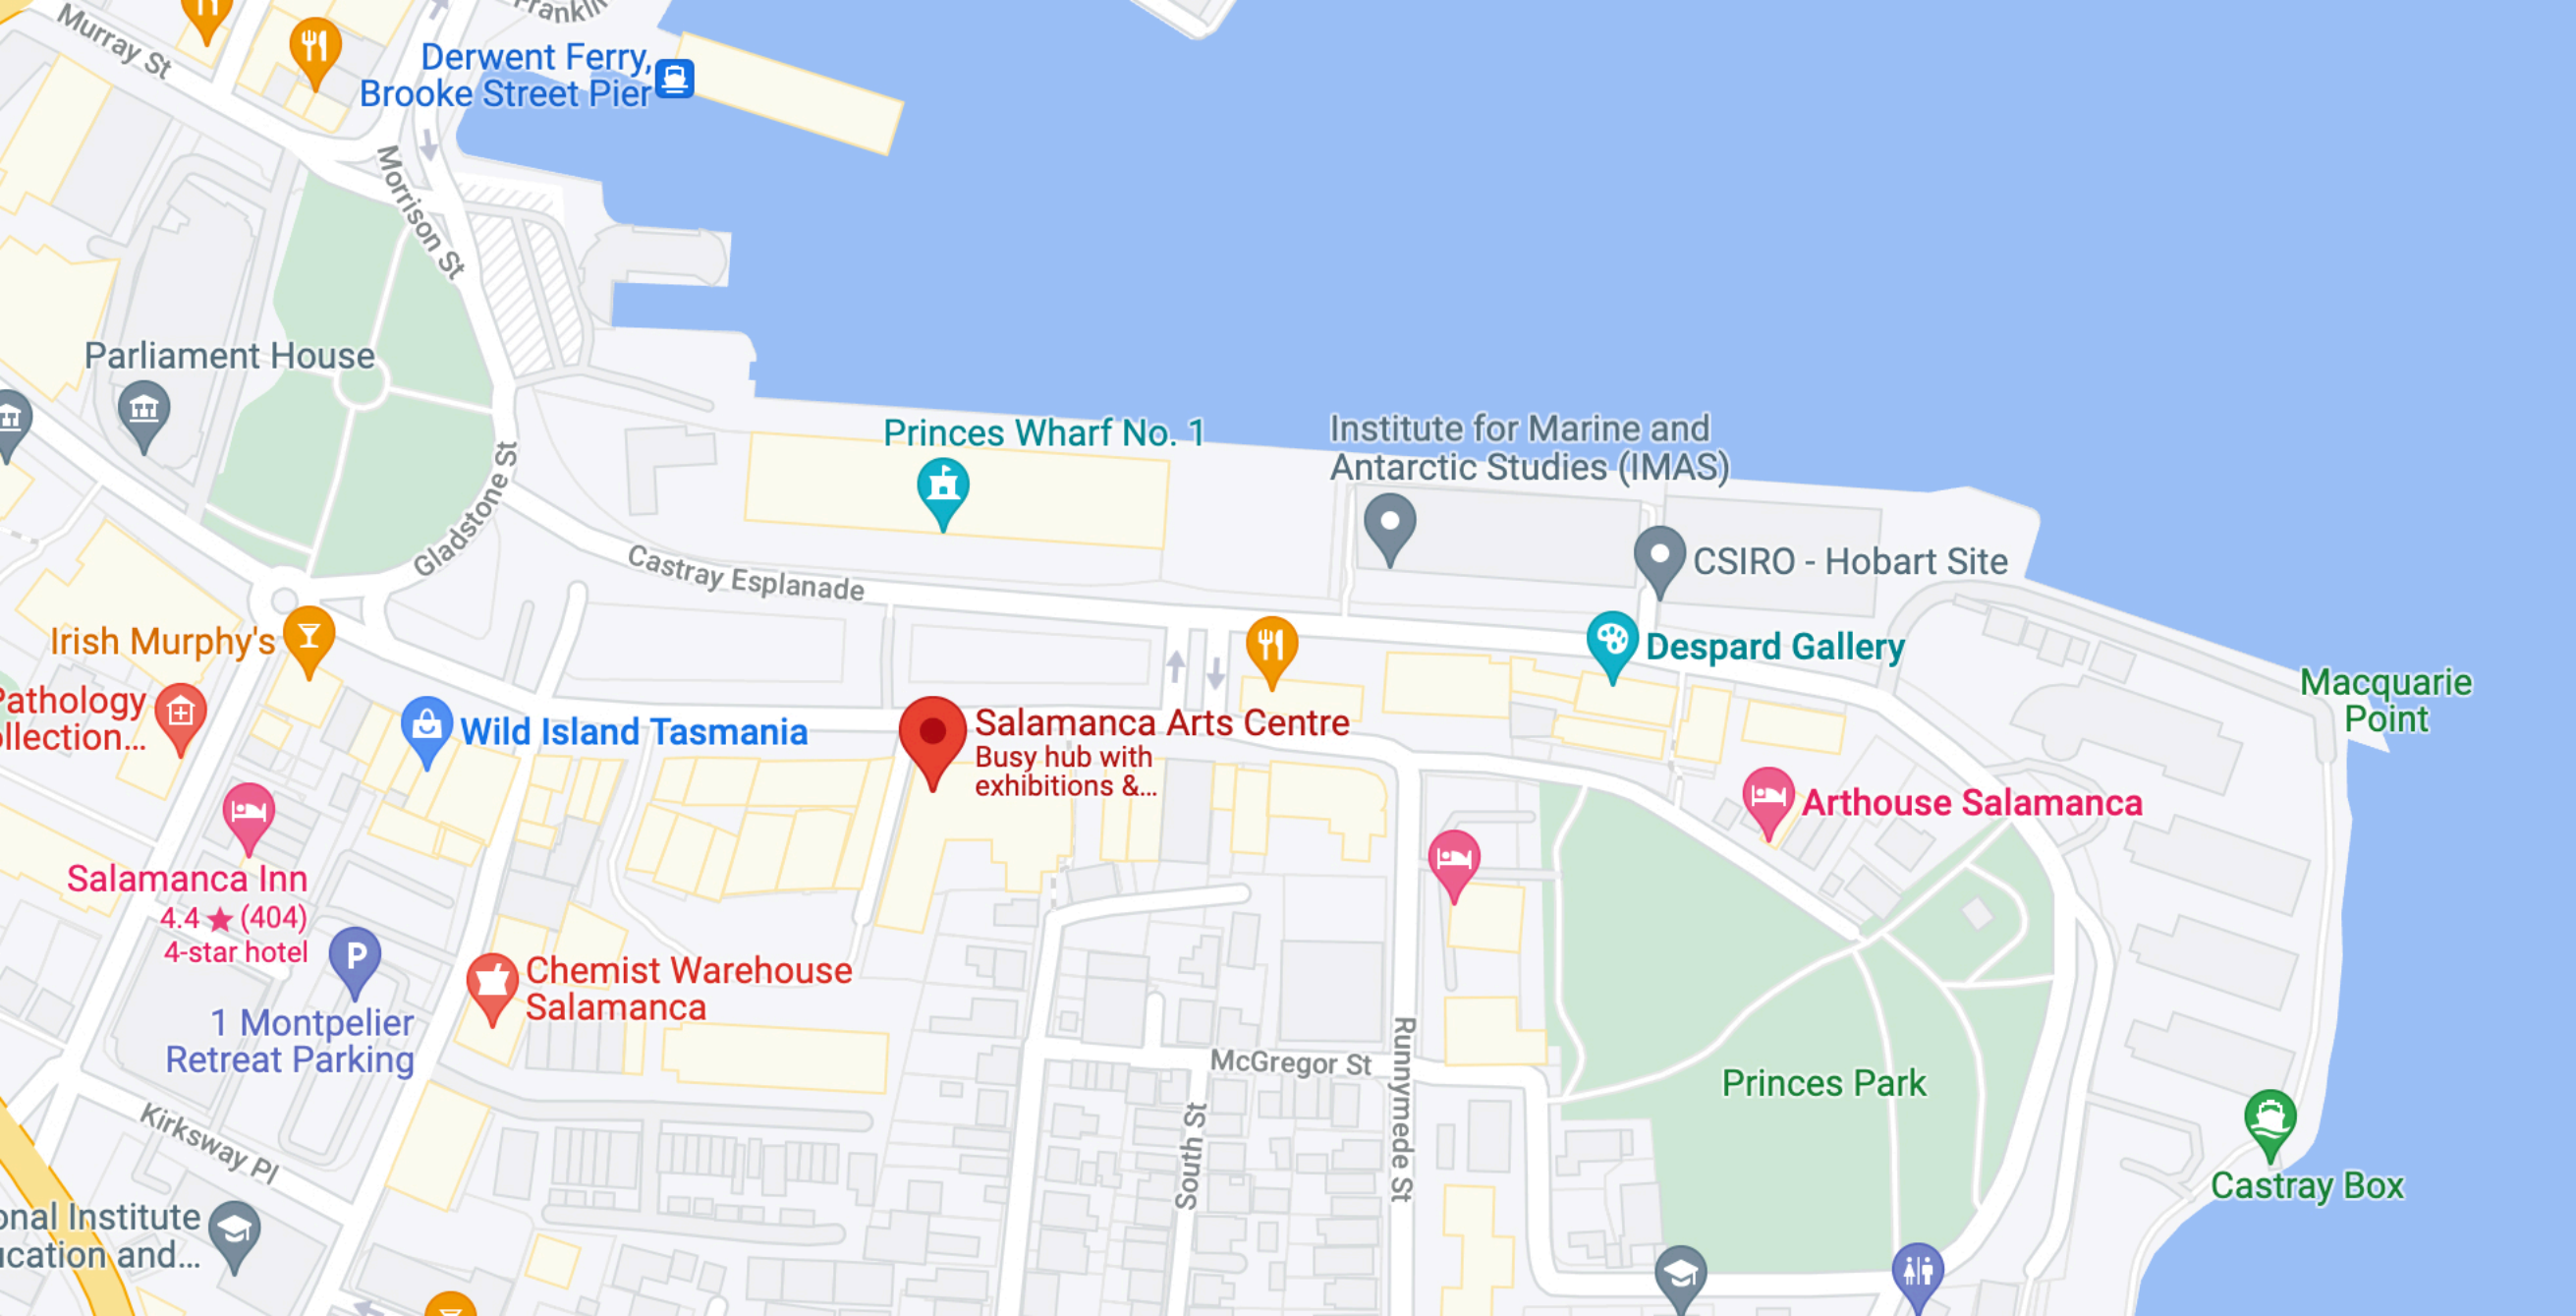 Franklin
Murray St
Derwent Ferry,
Brooke Street Pier
Morrison St
Parliament House
Princes Wharf No. 1
Institute for Marine and
Antarctic Studies (IMAS)
Gladstone St
Castray Esplanade
CSIRO - Hobart Site
Irish Murphy's
Despard Gallery
Macquarie
Point
Pathology
ollection...
Wild Island Tasmania
Salamanca Arts Centre
Busy hub with
exhibitions &...
Arthouse Salamanca
Salamanca Inn
4.4 ★ (404)
4-star hotel
P
Chemist Warehouse
Salamanca
1 Montpelier
Retreat Parking
McGregor St
Runnymede St
Princes Park
Kirksway Pl
South St
Castray Box
onal Institute
ucation and...